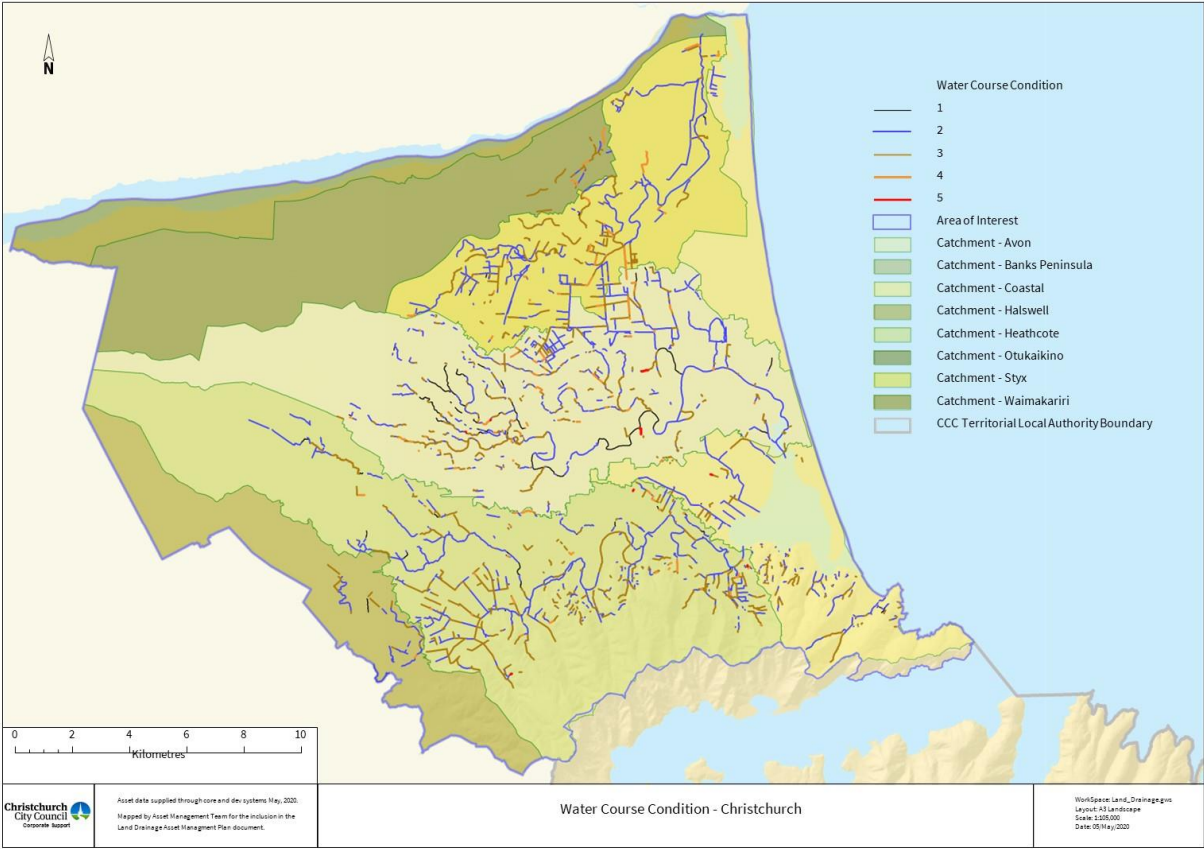 N
Water Course Condition
1
2
3
4
5
Area of Interest
Catchment - Avon
Catchment - Banks Peninsula
Catchment - Coastal
Catchment - Halswell
Catchment - Heathcote
Catchment - Otukaikino
Catchment - Styx
Catchment - Waimakariri
CCC Territorial Local Authority Boundary
0 2 4 6 8 10
Kilometres
Christchurch
City Council
Corporate Support
Asset data supplied through core and dev systems May, 2020.
Mapped by Asset Management Team for the inclusion in the
Land Drainage Asset Managment Plan document.
Water Course Condition - Christchurch
WorkSpace: Land_Drainage.gws
Layout: A3 Landscape
Scale: 1:105,000
Date: 05/May/2020